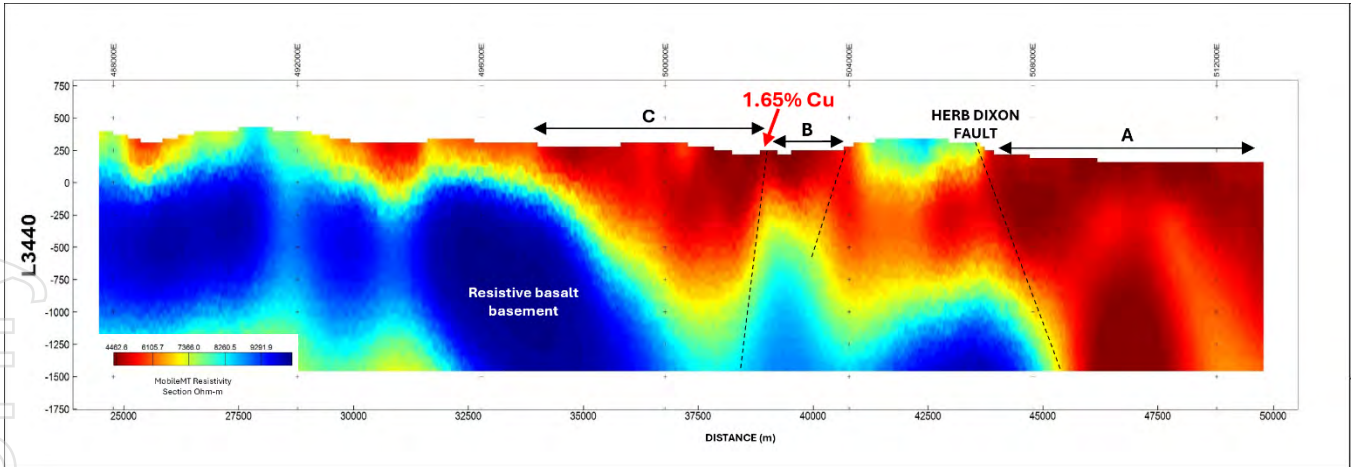 488000E 492000E 496000E 500000E 504000E 508000E 512000E
750
500
250
0
-250
-500
-750
-1000
-1250
-1500
-1750
L3440
1.65% Cu
C
B
HERB DIXON
FAULT
A
Resistive basalt
basement
4462.6 6105.7 7366.0 8260.5 9291.9
MobileMT Resistivity
Section Ohm-m
25000 27500 30000 32500 35000 37500 40000 42500 45000 47500 50000
DISTANCE (m)